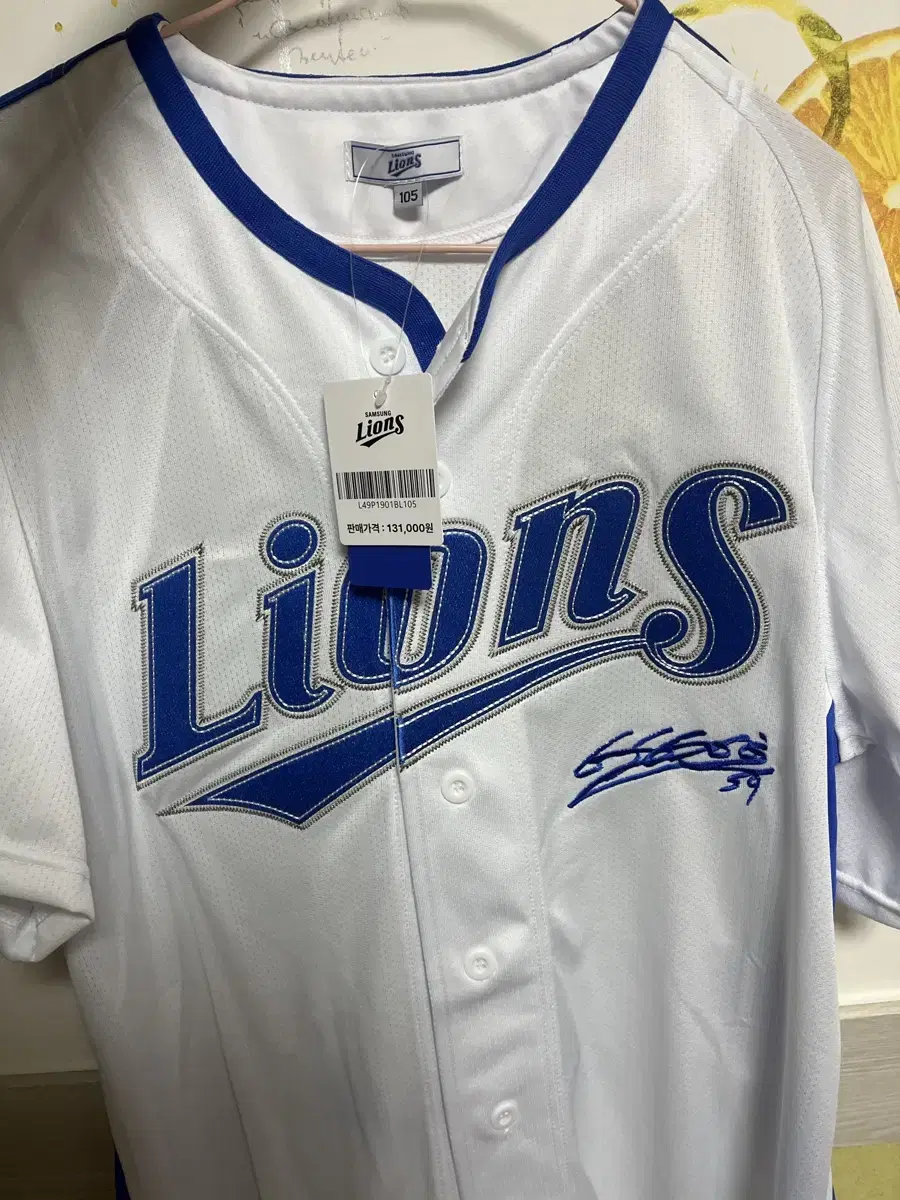 SAMSUNG
Lions
105
SAMSUNG
Lions
L49P1901BL105
판매가격 : 131,000원
Lions
59